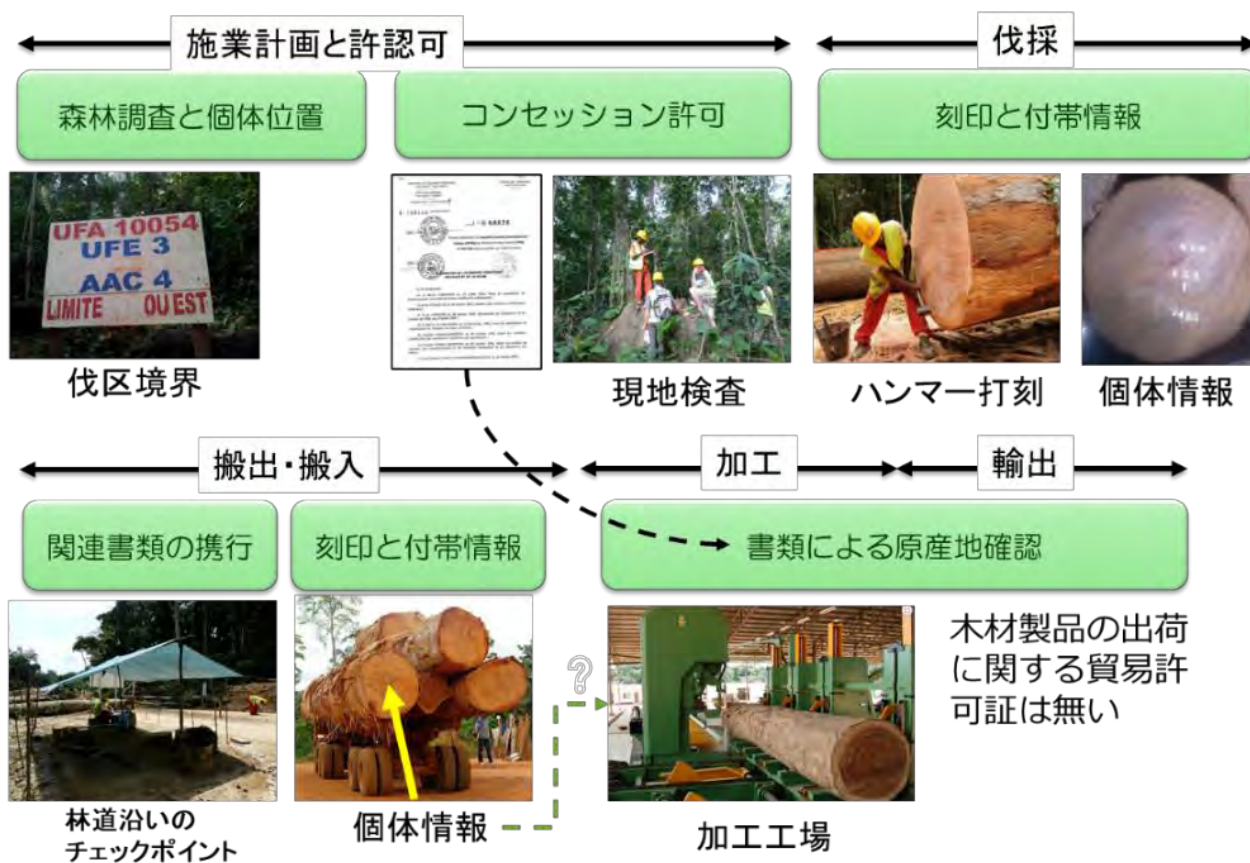 施業計画と許認可
伐採
森林調査と個体位置
コンセッション許可
刻印と付帯情報
UFA 10054
UFE 3
AAC 4
LIMITE OUEST
伐区境界
現地検査
ハンマー打刻
個体情報
搬出・搬入
加工
輸出
関連書類の携行
刻印と付帯情報
書類による原産地確認
?
木材製品の出荷
に関する貿易許
可証は無い
林道沿いの
チェックポイント
個体情報
加工工場